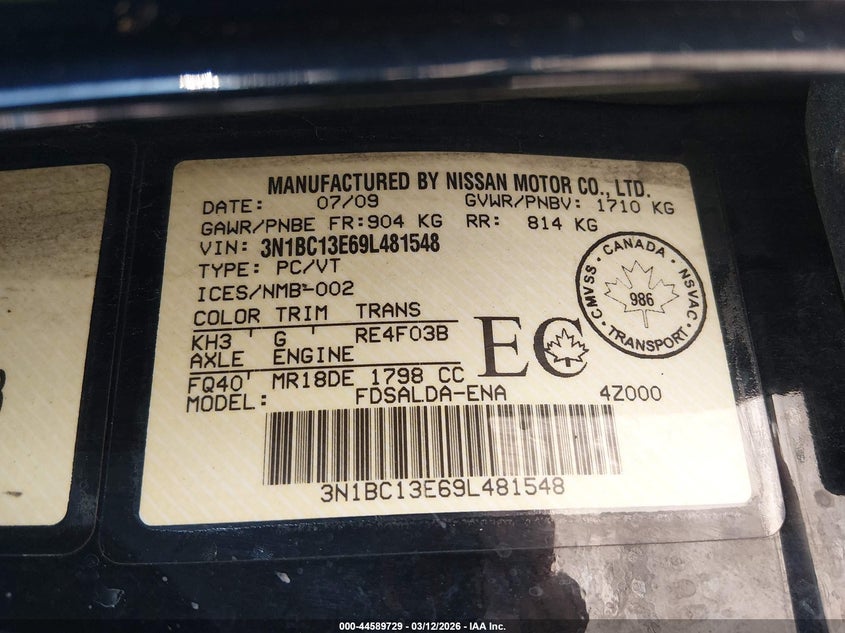 MANUFACTURED BY NISSAN MOTOR CO., LTD.
DATE: 07/09 GVWR/PNBV: 1710 KG
GAWR/PNBE FR:904 KG RR: 814 KG
VIN: 3N1BC13E69L481548
TYPE: PC/VT
ICES/NMB-002
COLOR TRIM TRANS
KH3 G RE4F03B
AXLE ENGINE
FQ40 MR18DE 1798 CC
MODEL: FDSALDA-ENA 4Z000
EC
CMVSS · CANADA · NSVAC
986
TRANSPORT
3N1BC13E69L481548
000-44589729 - 03/12/2026 - IAA Inc.